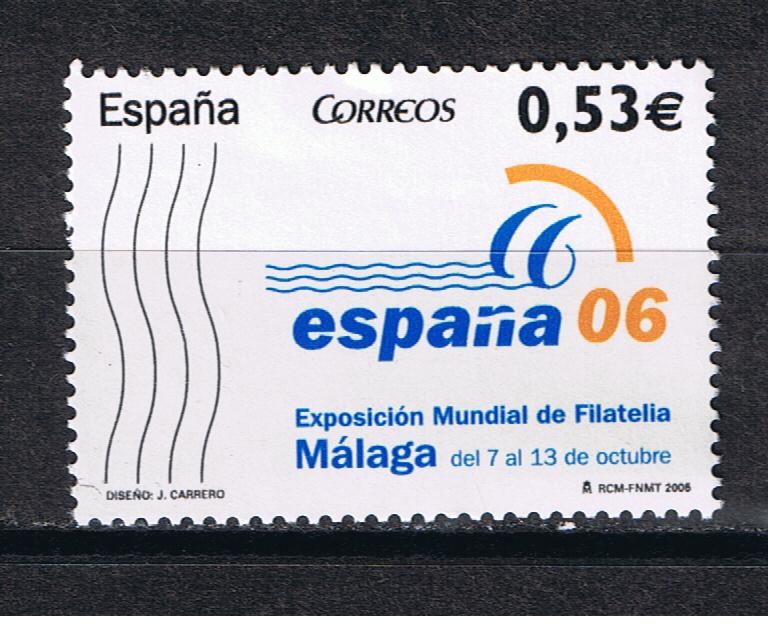 España CORREOS 0,53€
españa 06
Exposición Mundial de Filatelia
Málaga del 7 al 13 de octubre
DISEÑO: J. CARRERO RCM-FNMT 2006